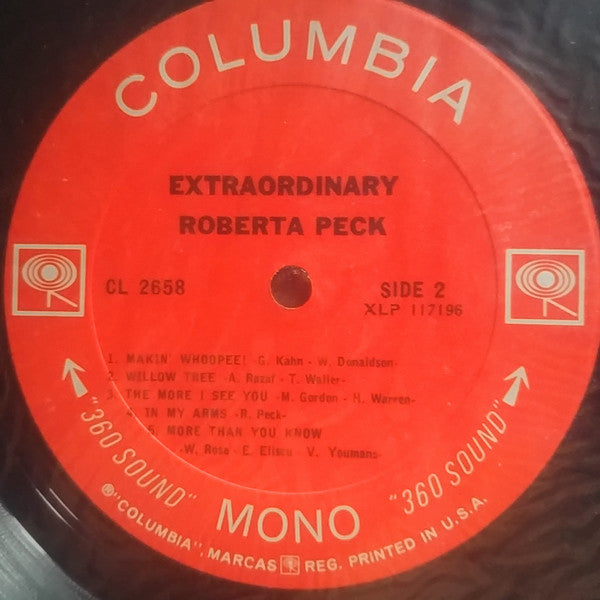 COLUMBIA
EXTRAORDINARY
ROBERTA PECK
CL 2658
SIDE 2
XLP 117196
1. MAKIN' WHOOPEE! -G. Kahn - W. Donaldson-
2. WILLOW TREE -A. Razaf - T. Waller-
3. THE MORE I SEE YOU -M. Gordon - H. Warren-
4. IN MY ARMS -R. Peck-
5. MORE THAN YOU KNOW
-W. Rose - E. Eliscu - V. Youmans-
"360 SOUND" MONO "360 SOUND"
®"COLUMBIA", MARCAS REG. PRINTED IN U.S.A.